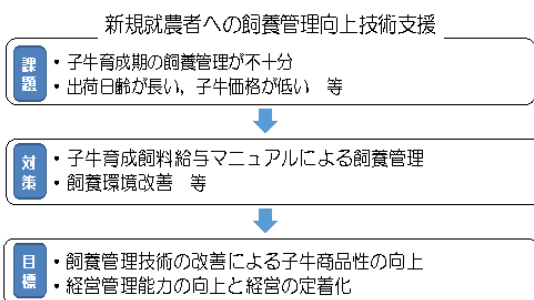 新規就農者への飼養管理向上技術支援
課題
・子牛育成期の飼養管理が不十分
・出荷日齢が長い，子牛価格が低い　等
対策
・子牛育成飼料給与マニュアルによる飼養管理
・飼養環境改善　等
目標
・飼養管理技術の改善による子牛商品性の向上
・経営管理能力の向上と経営の定着化